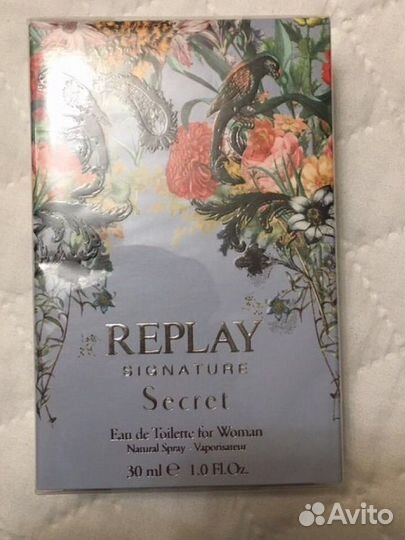 REPLAY
SIGNATURE
Secret
Eau de Toilette for Woman
Natural Spray - Vaporisateur
30 ml ℮ 1.0 Fl.Oz.
Avito